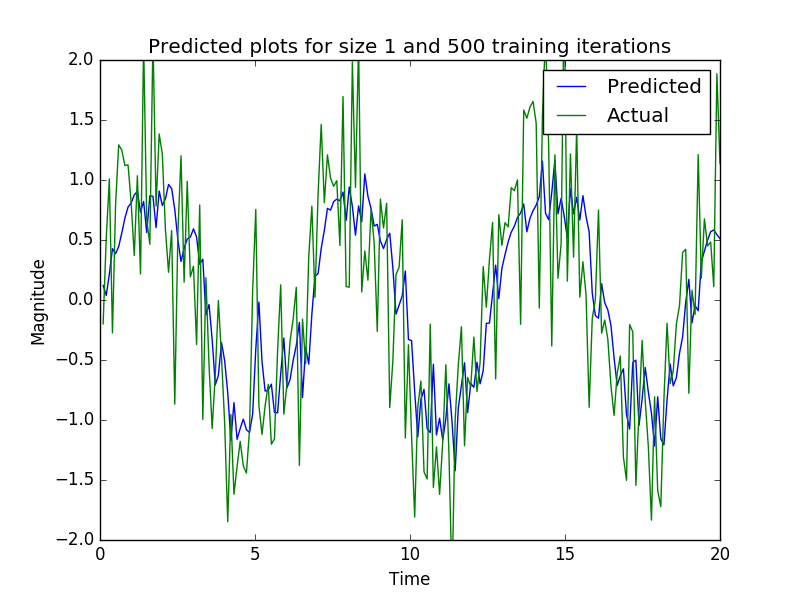 Predicted plots for size 1 and 500 training iterations
2.0
1.5
1.0
0.5
0.0
−0.5
−1.0
−1.5
−2.0
Magnitude
Predicted
Actual
0
5
10
15
20
Time